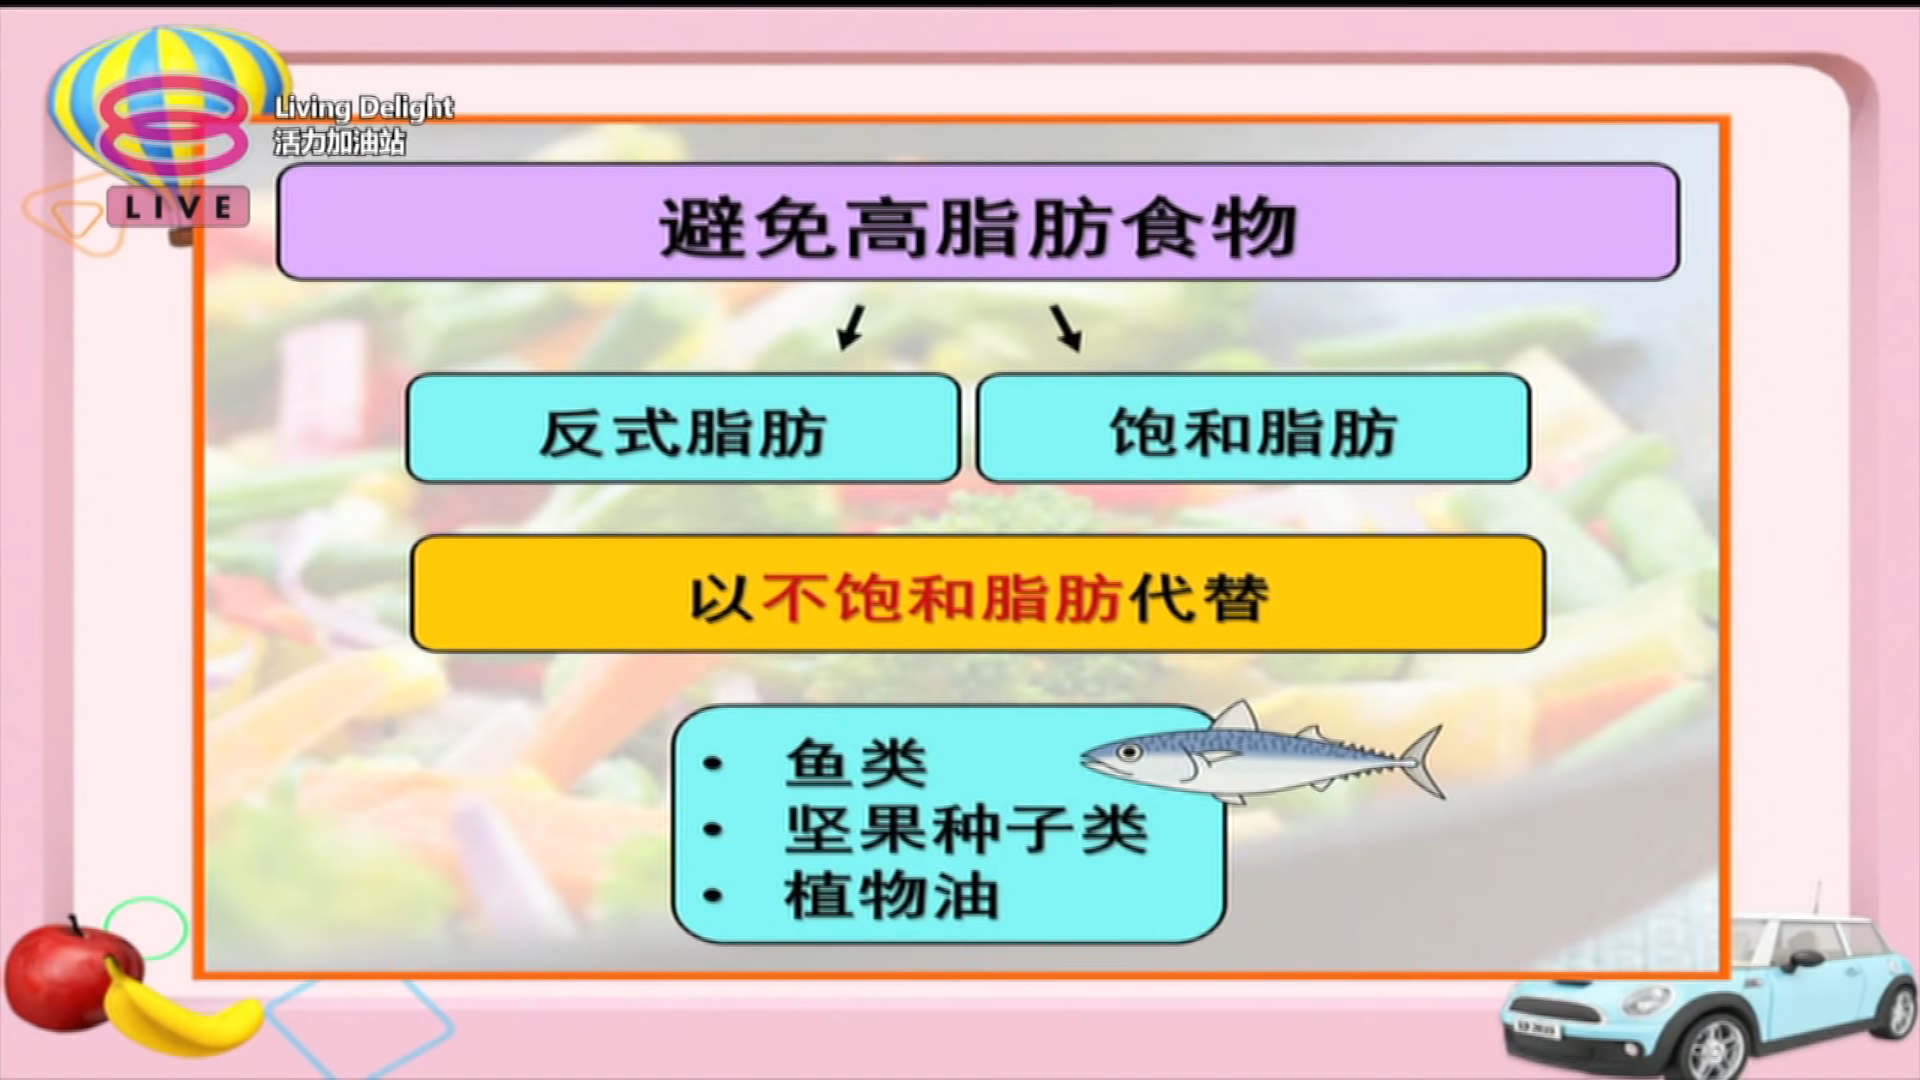 Living Delight
活力加油站
LIVE
避免高脂肪食物
反式脂肪
饱和脂肪
以不饱和脂肪代替
• 鱼类
• 坚果种子类
• 植物油